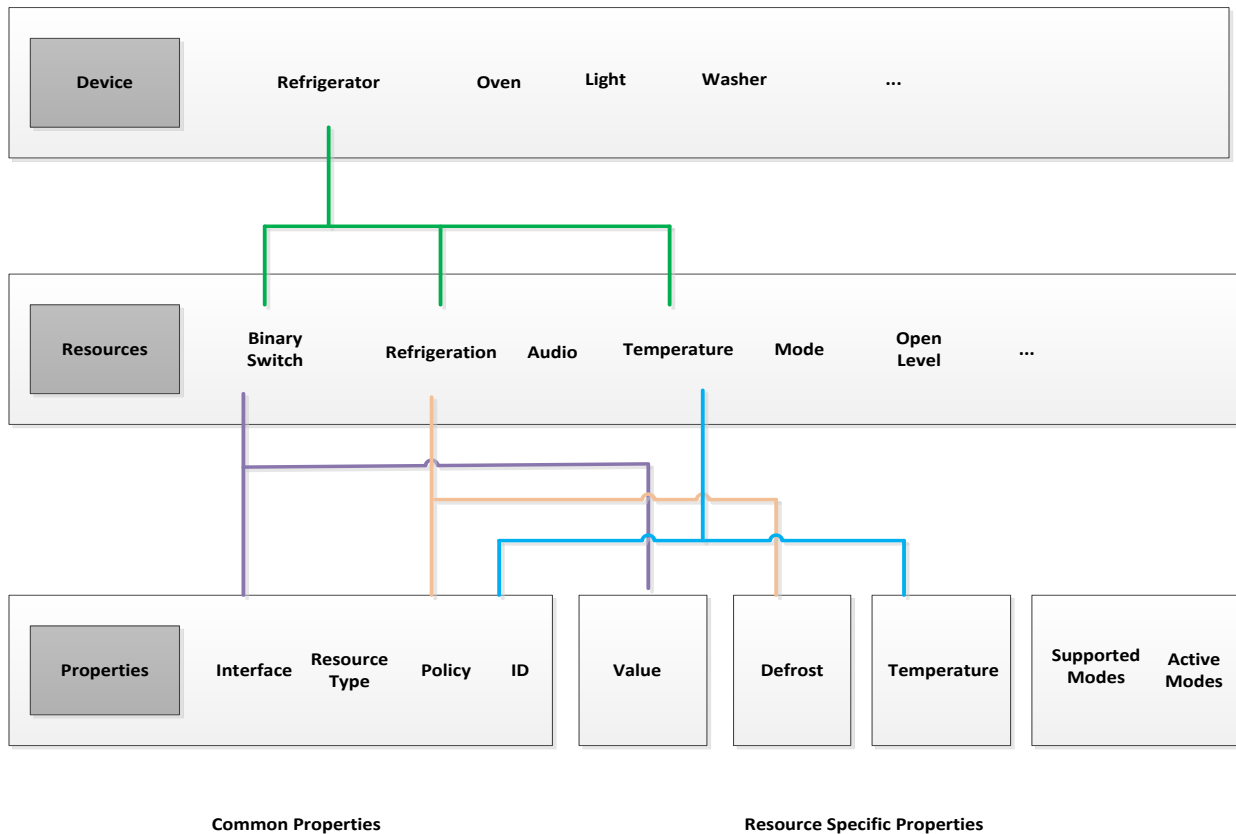 Device
Refrigerator
Oven
Light
Washer
...
Resources
Binary
Switch
Refrigeration
Audio
Temperature
Mode
Open
Level
...
Properties
Interface
Resource
Type
Policy
ID
Value
Defrost
Temperature
Supported
Modes
Active
Modes
Common Properties
Resource Specific Properties